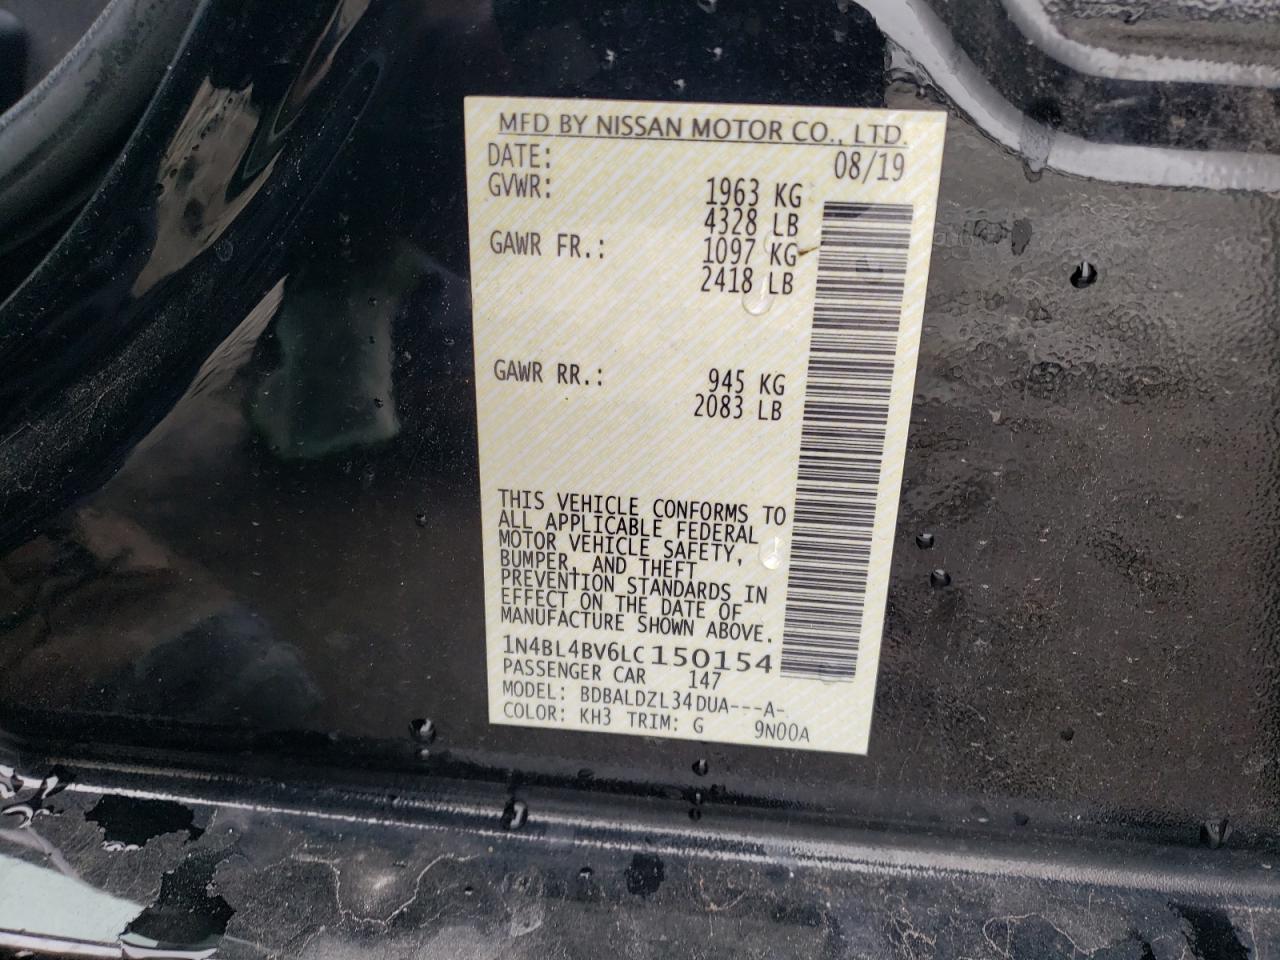 MFD BY NISSAN MOTOR CO., LTD.
DATE: 08/19
GVWR: 1963 KG
4328 LB
GAWR FR.: 1097 KG
2418 LB
GAWR RR.: 945 KG
2083 LB
THIS VEHICLE CONFORMS TO
ALL APPLICABLE FEDERAL
MOTOR VEHICLE SAFETY,
BUMPER, AND THEFT
PREVENTION STANDARDS IN
EFFECT ON THE DATE OF
MANUFACTURE SHOWN ABOVE.
1N4BL4BV6LC150154
PASSENGER CAR 147
MODEL: BDBALDZL34DUA---A-
COLOR: KH3 TRIM: G 9N00A